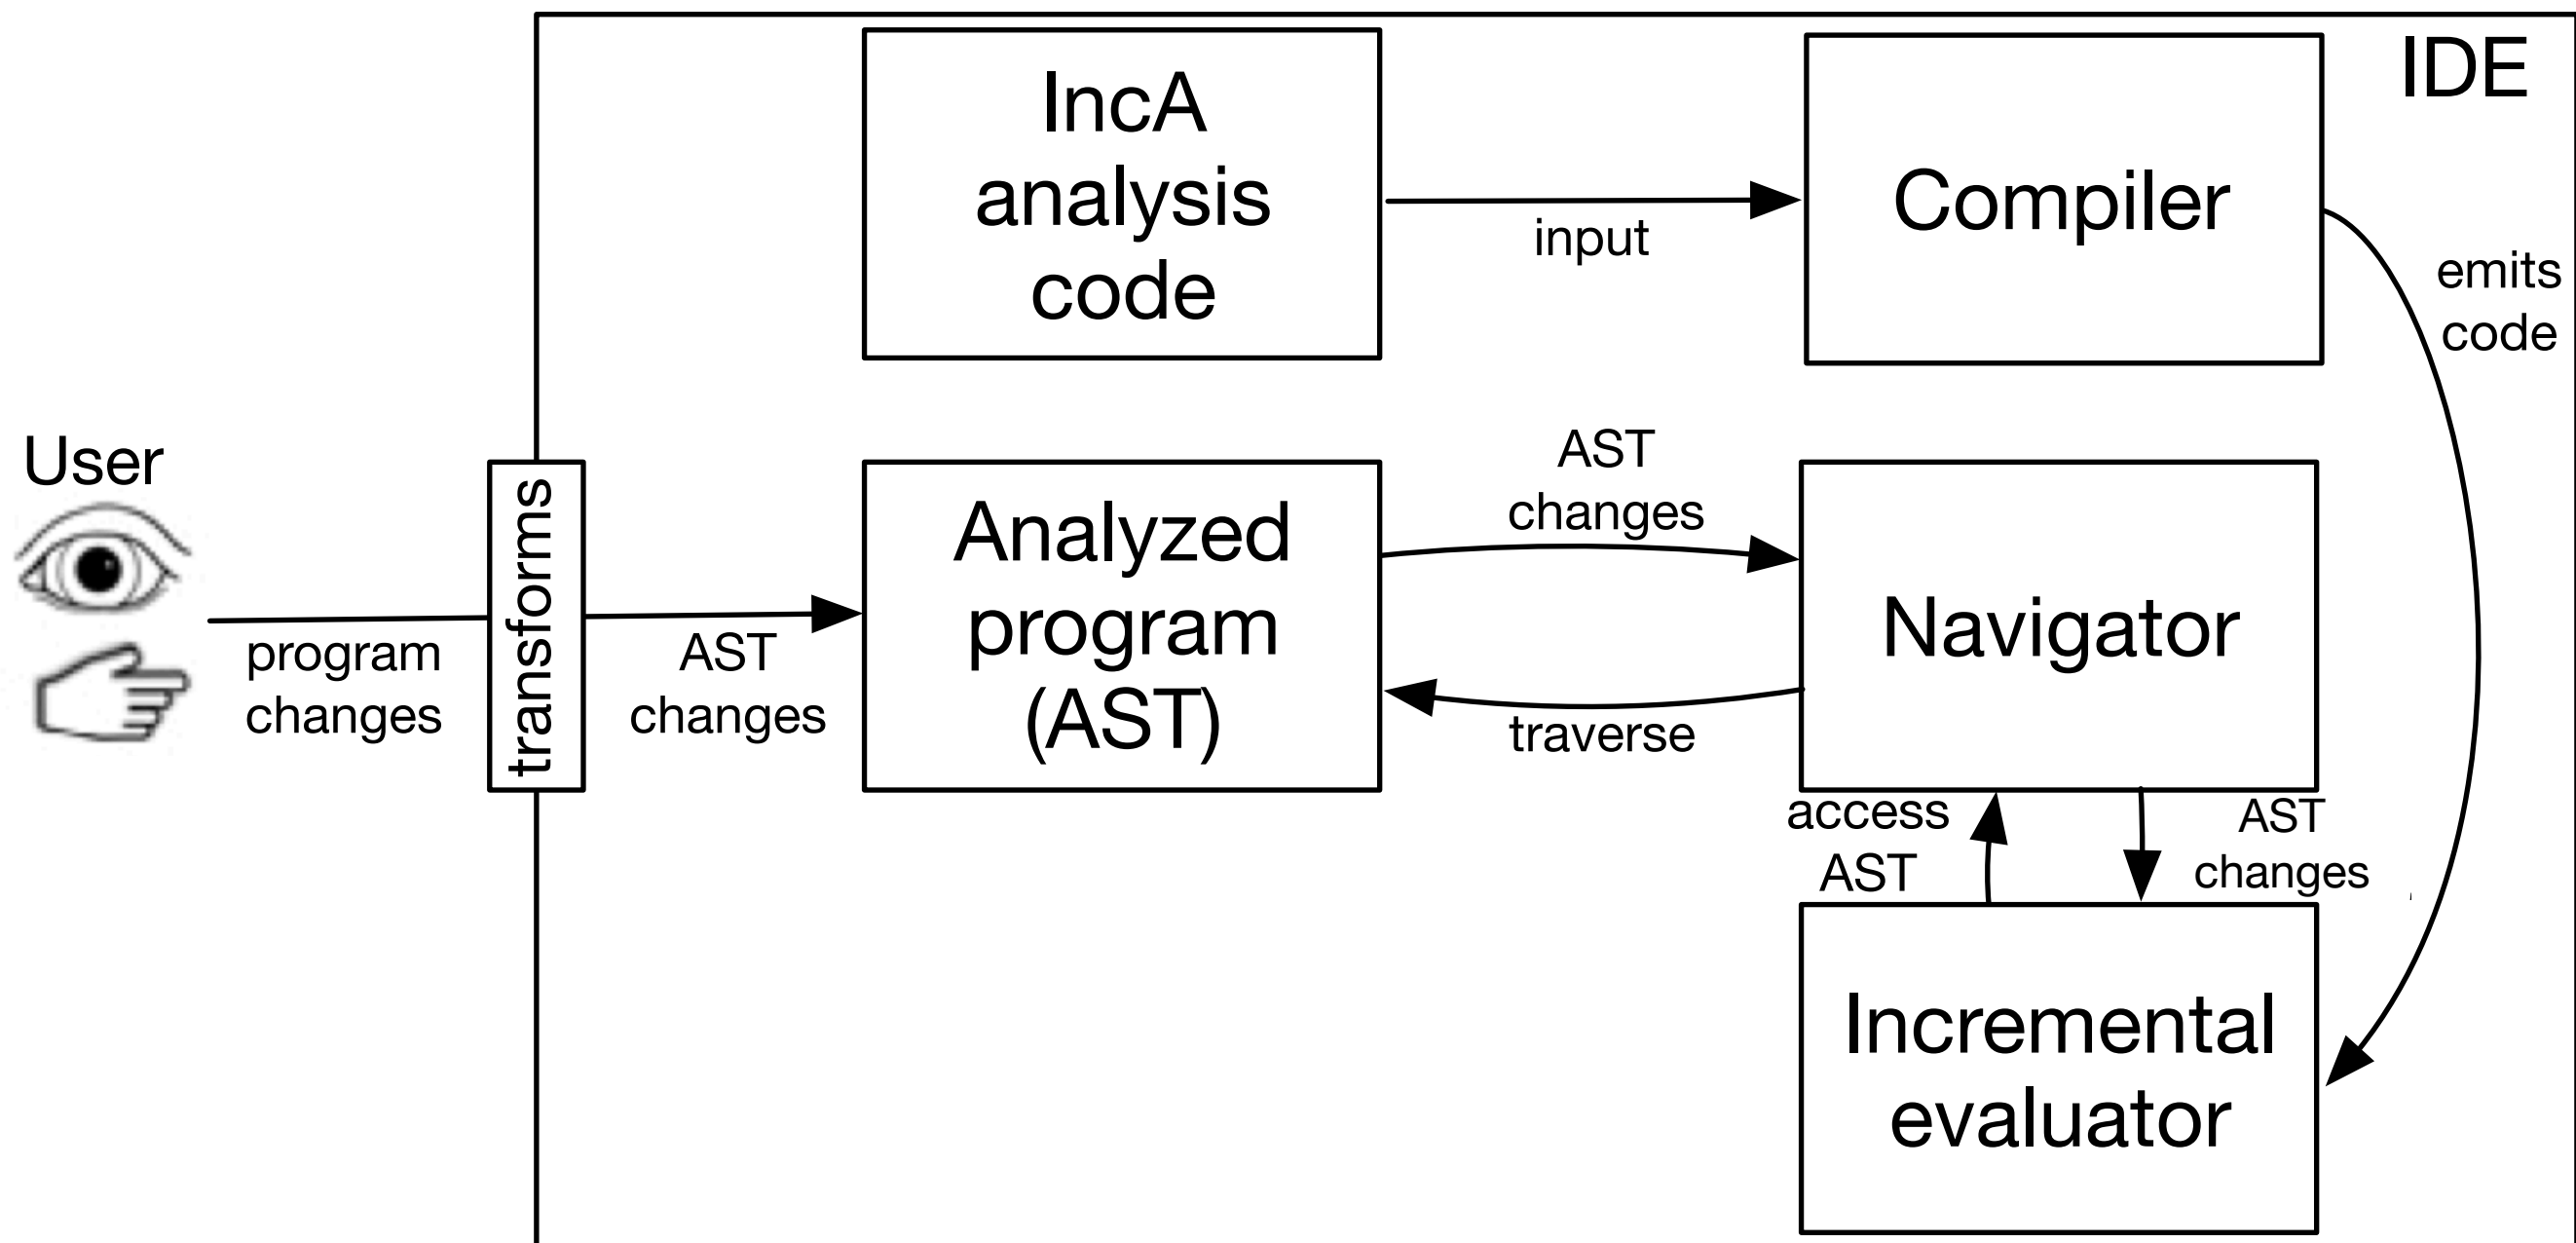 IDE
IncA
analysis
code
input
Compiler
emits
code
User
program
changes
transforms
AST
changes
Analyzed
program
(AST)
AST
changes
traverse
Navigator
access
AST
AST
changes
Incremental
evaluator